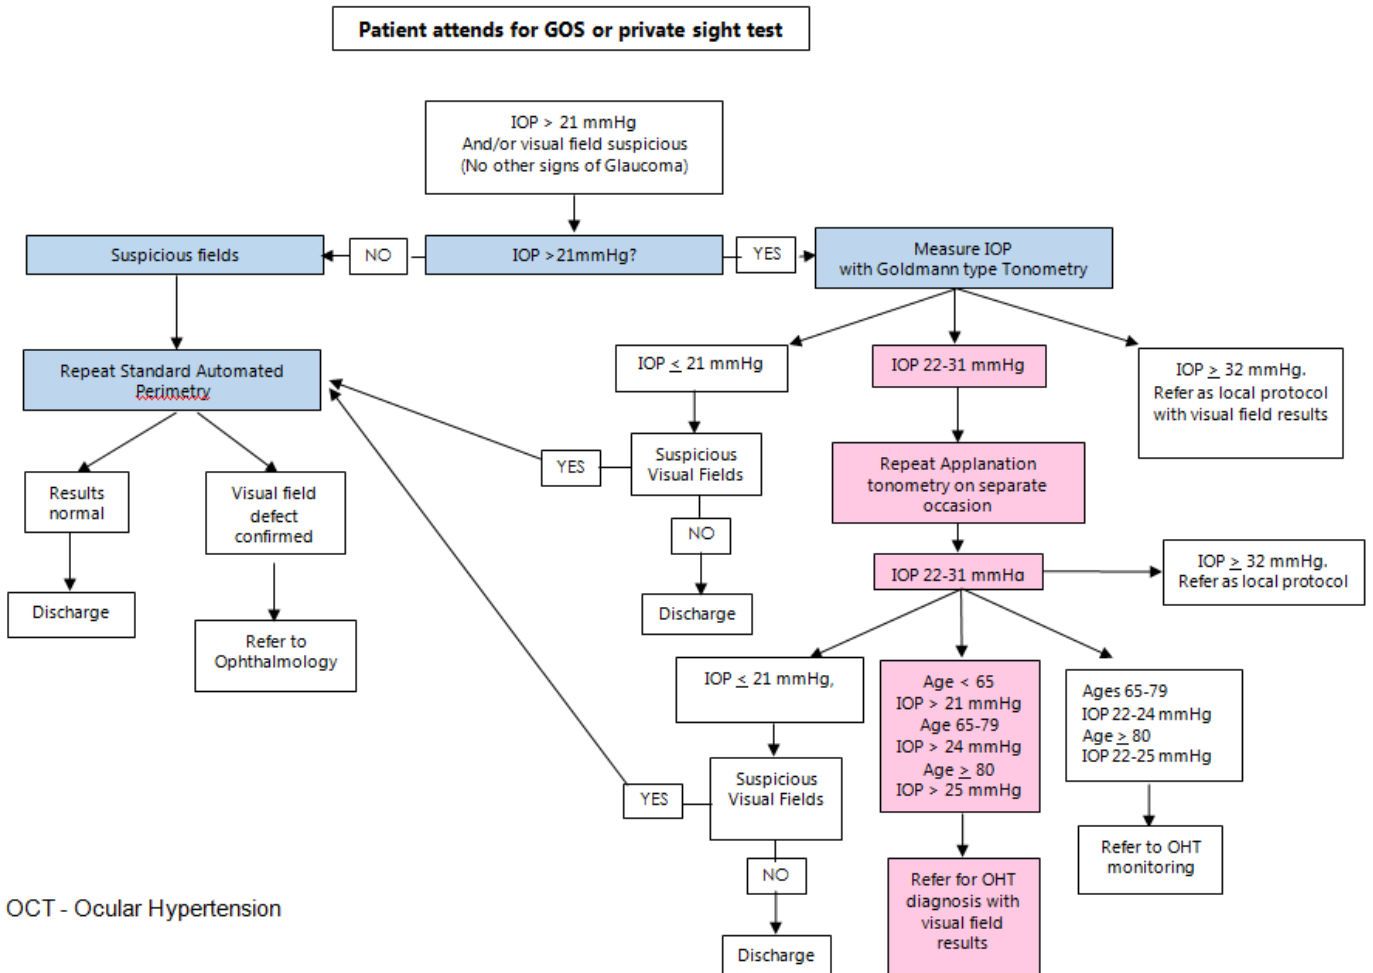 Patient attends for GOS or private sight test
IOP > 21 mmHg
And/or visual field suspicious
(No other signs of Glaucoma)
Suspicious fields
NO
IOP >21mmHg?
YES
Measure IOP
with Goldmann type Tonometry
Repeat Standard Automated
Perimetry
IOP ≤ 21 mmHg
IOP 22-31 mmHg
IOP ≥ 32 mmHg.
Refer as local protocol
with visual field results
YES
Suspicious
Visual Fields
Repeat Applanation
tonometry on separate
occasion
Results
normal
Visual field
defect
confirmed
NO
IOP 22-31 mmHg
IOP ≥ 32 mmHg.
Refer as local protocol
Discharge
Refer to
Ophthalmology
Discharge
IOP ≤ 21 mmHg,
Age < 65
IOP > 21 mmHg
Age 65-79
IOP > 24 mmHg
Age ≥ 80
IOP > 25 mmHg
Ages 65-79
IOP 22-24 mmHg
Age ≥ 80
IOP 22-25 mmHg
YES
Suspicious
Visual Fields
Refer to OHT
monitoring
NO
Refer for OHT
diagnosis with
visual field
results
Discharge
OCT - Ocular Hypertension